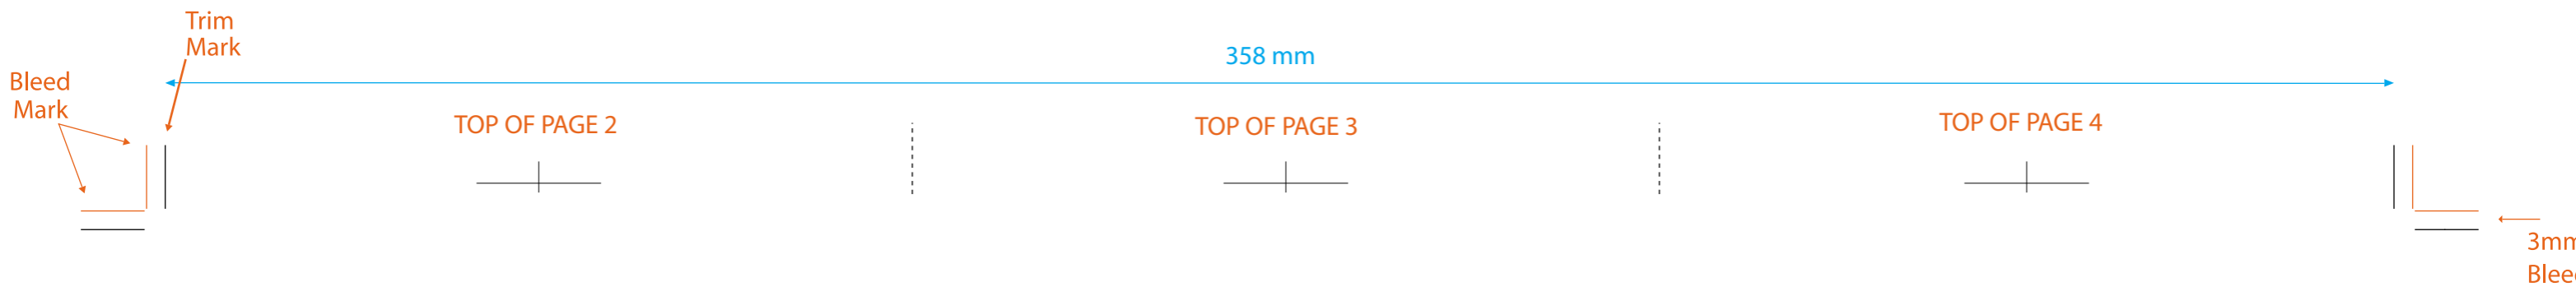 Trim
Mark
358 mm
Bleed
Mark
TOP OF PAGE 2
TOP OF PAGE 3
TOP OF PAGE 4